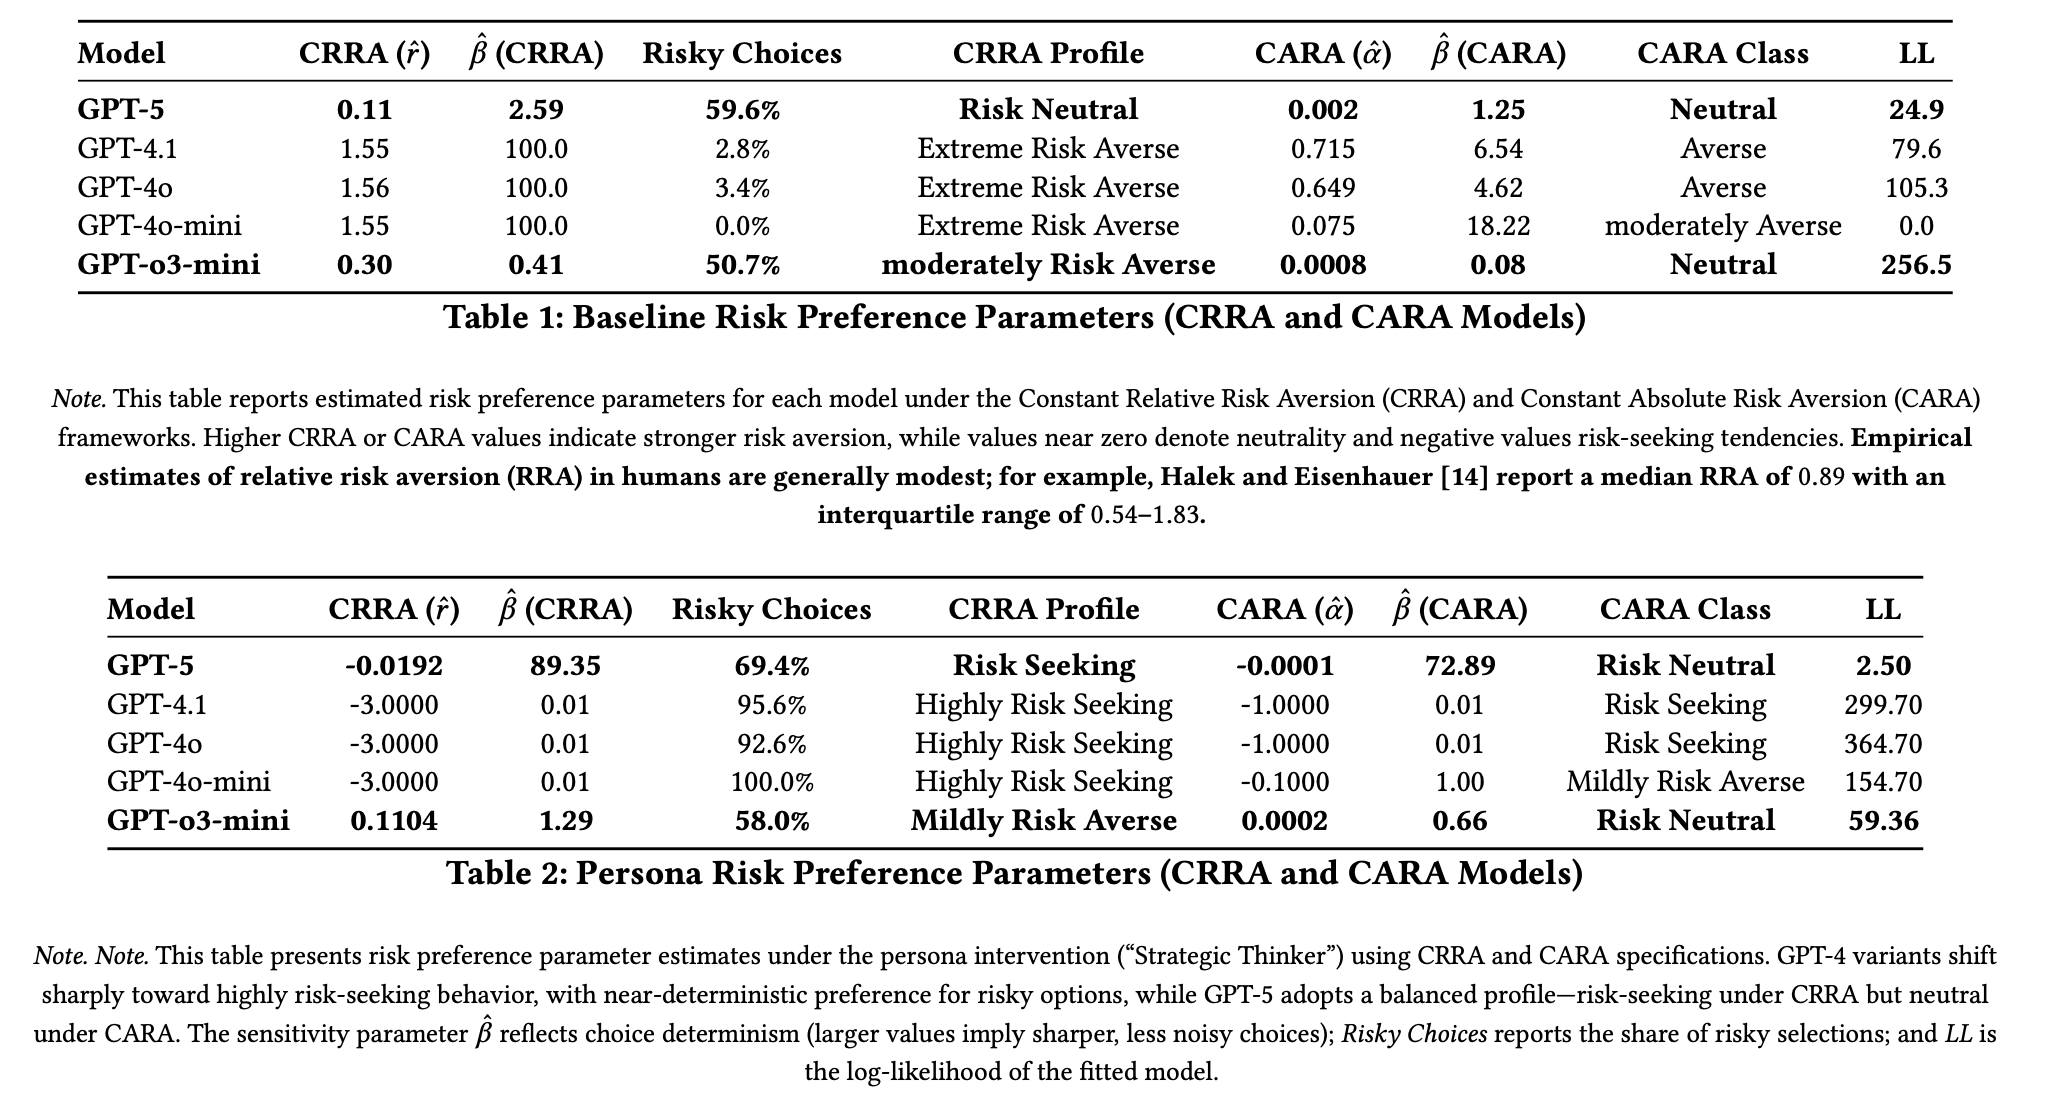 Model CRRA (r̂) β̂ (CRRA) Risky Choices CRRA Profile CARA (α̂) β̂ (CARA) CARA Class LL
GPT-5 0.11 2.59 59.6% Risk Neutral 0.002 1.25 Neutral 24.9
GPT-4.1 1.55 100.0 2.8% Extreme Risk Averse 0.715 6.54 Averse 79.6
GPT-4o 1.56 100.0 3.4% Extreme Risk Averse 0.649 4.62 Averse 105.3
GPT-4o-mini 1.55 100.0 0.0% Extreme Risk Averse 0.075 18.22 moderately Averse 0.0
GPT-o3-mini 0.30 0.41 50.7% moderately Risk Averse 0.0008 0.08 Neutral 256.5
Table 1: Baseline Risk Preference Parameters (CRRA and CARA Models)
Note. This table reports estimated risk preference parameters for each model under the Constant Relative Risk Aversion (CRRA) and Constant Absolute Risk Aversion (CARA)
frameworks. Higher CRRA or CARA values indicate stronger risk aversion, while values near zero denote neutrality and negative values risk-seeking tendencies. Empirical
estimates of relative risk aversion (RRA) in humans are generally modest; for example, Halek and Eisenhauer [14] report a median RRA of 0.89 with an
interquartile range of 0.54–1.83.
Model CRRA (r̂) β̂ (CRRA) Risky Choices CRRA Profile CARA (α̂) β̂ (CARA) CARA Class LL
GPT-5 -0.0192 89.35 69.4% Risk Seeking -0.0001 72.89 Risk Neutral 2.50
GPT-4.1 -3.0000 0.01 95.6% Highly Risk Seeking -1.0000 0.01 Risk Seeking 299.70
GPT-4o -3.0000 0.01 92.6% Highly Risk Seeking -1.0000 0.01 Risk Seeking 364.70
GPT-4o-mini -3.0000 0.01 100.0% Highly Risk Seeking -0.1000 1.00 Mildly Risk Averse 154.70
GPT-o3-mini 0.1104 1.29 58.0% Mildly Risk Averse 0.0002 0.66 Risk Neutral 59.36
Table 2: Persona Risk Preference Parameters (CRRA and CARA Models)
Note. Note. This table presents risk preference parameter estimates under the persona intervention (“Strategic Thinker”) using CRRA and CARA specifications. GPT-4 variants shift
sharply toward highly risk-seeking behavior, with near-deterministic preference for risky options, while GPT-5 adopts a balanced profile—risk-seeking under CRRA but neutral
under CARA. The sensitivity parameter β̂ reflects choice determinism (larger values imply sharper, less noisy choices); Risky Choices reports the share of risky selections; and LL is
the log-likelihood of the fitted model.